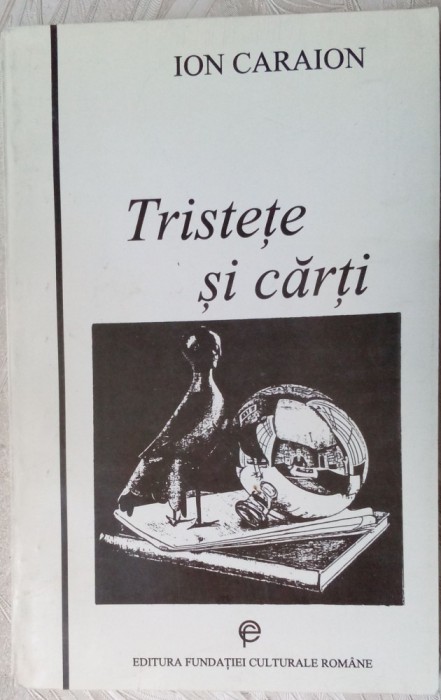 ION CARAION
Tristețe
și cărți
EDITURA FUNDAȚIEI CULTURALE ROMÂNE